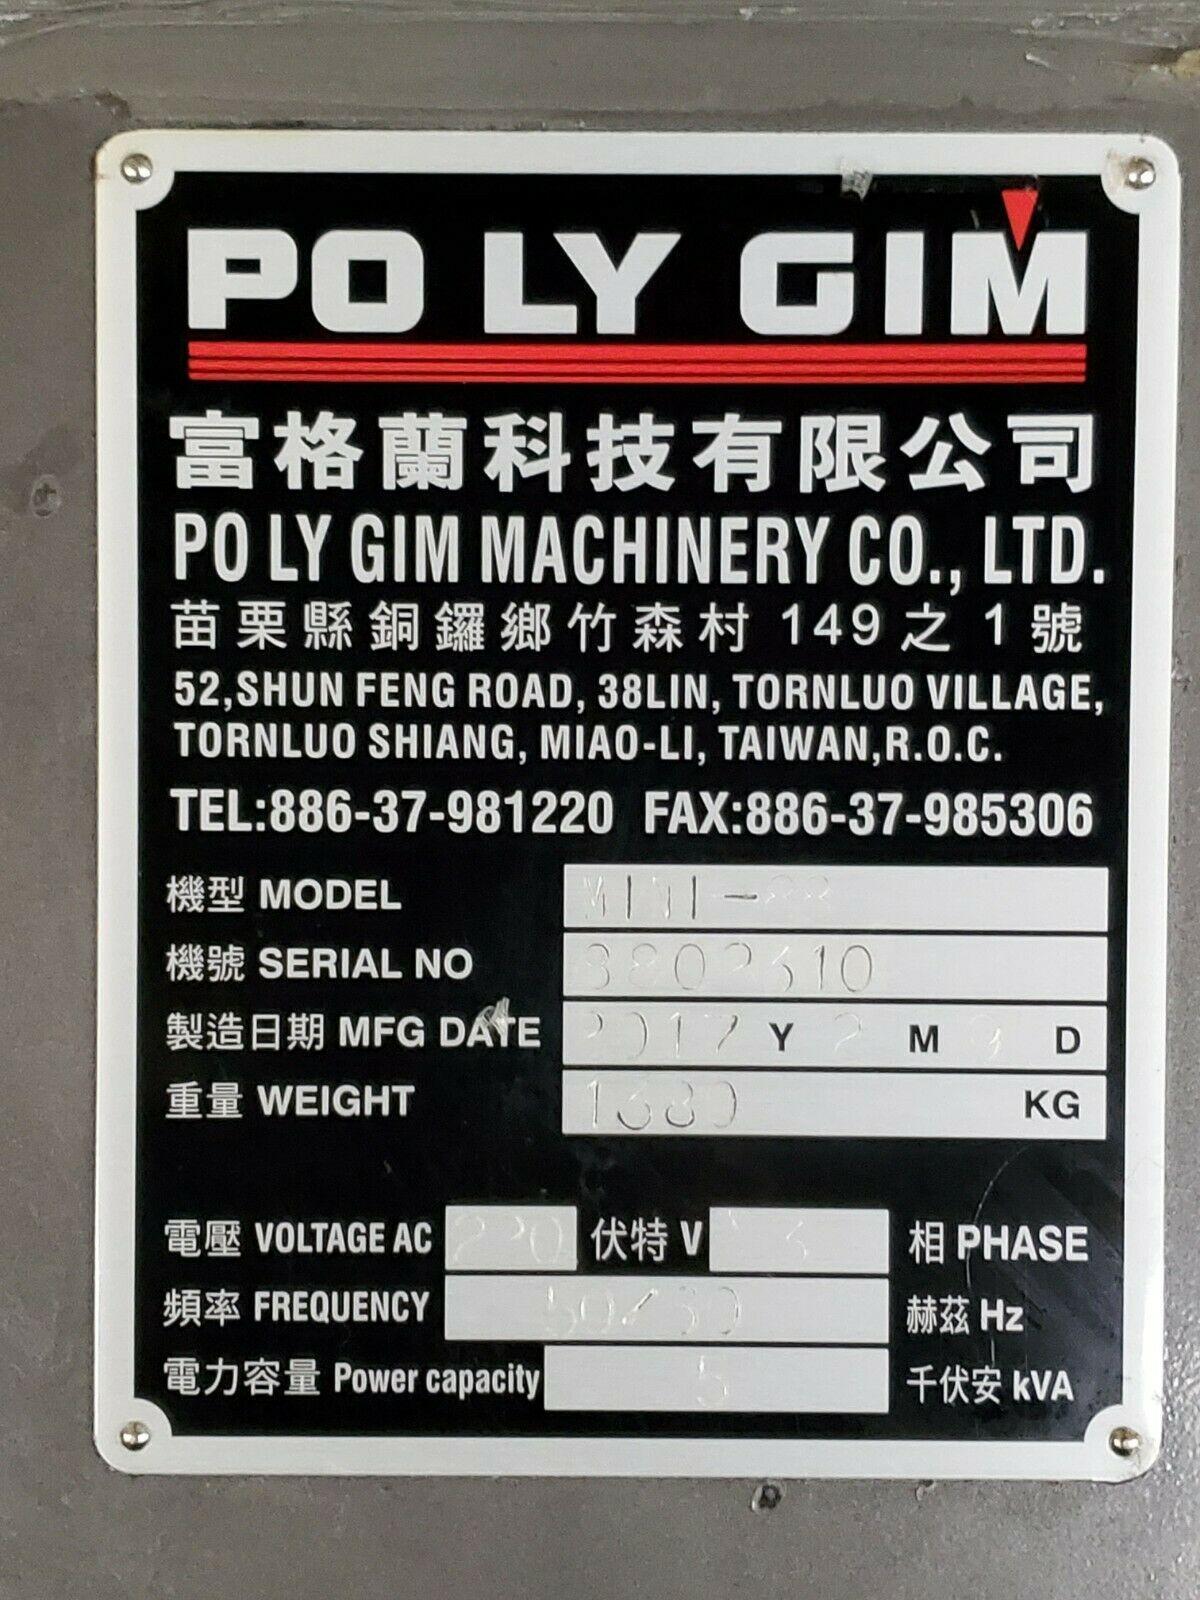 PO LY GIM
富格蘭科技有限公司
PO LY GIM MACHINERY CO., LTD.
苗栗縣銅鑼鄉竹森村 149 之 1 號
52,SHUN FENG ROAD, 38LIN, TORNLUO VILLAGE,
TORNLUO SHIANG, MIAO-LI, TAIWAN,R.O.C.
TEL:886-37-981220 FAX:886-37-985306
機型 MODEL MINI-88
機號 SERIAL NO
製造日期 MFG DATE 2017 Y 2 M D
重量 WEIGHT KG
電壓 VOLTAGE AC 220 伏特 V 3 相 PHASE
頻率 FREQUENCY 50/60 赫茲 Hz
電力容量 Power capacity 5 千伏安 kVA